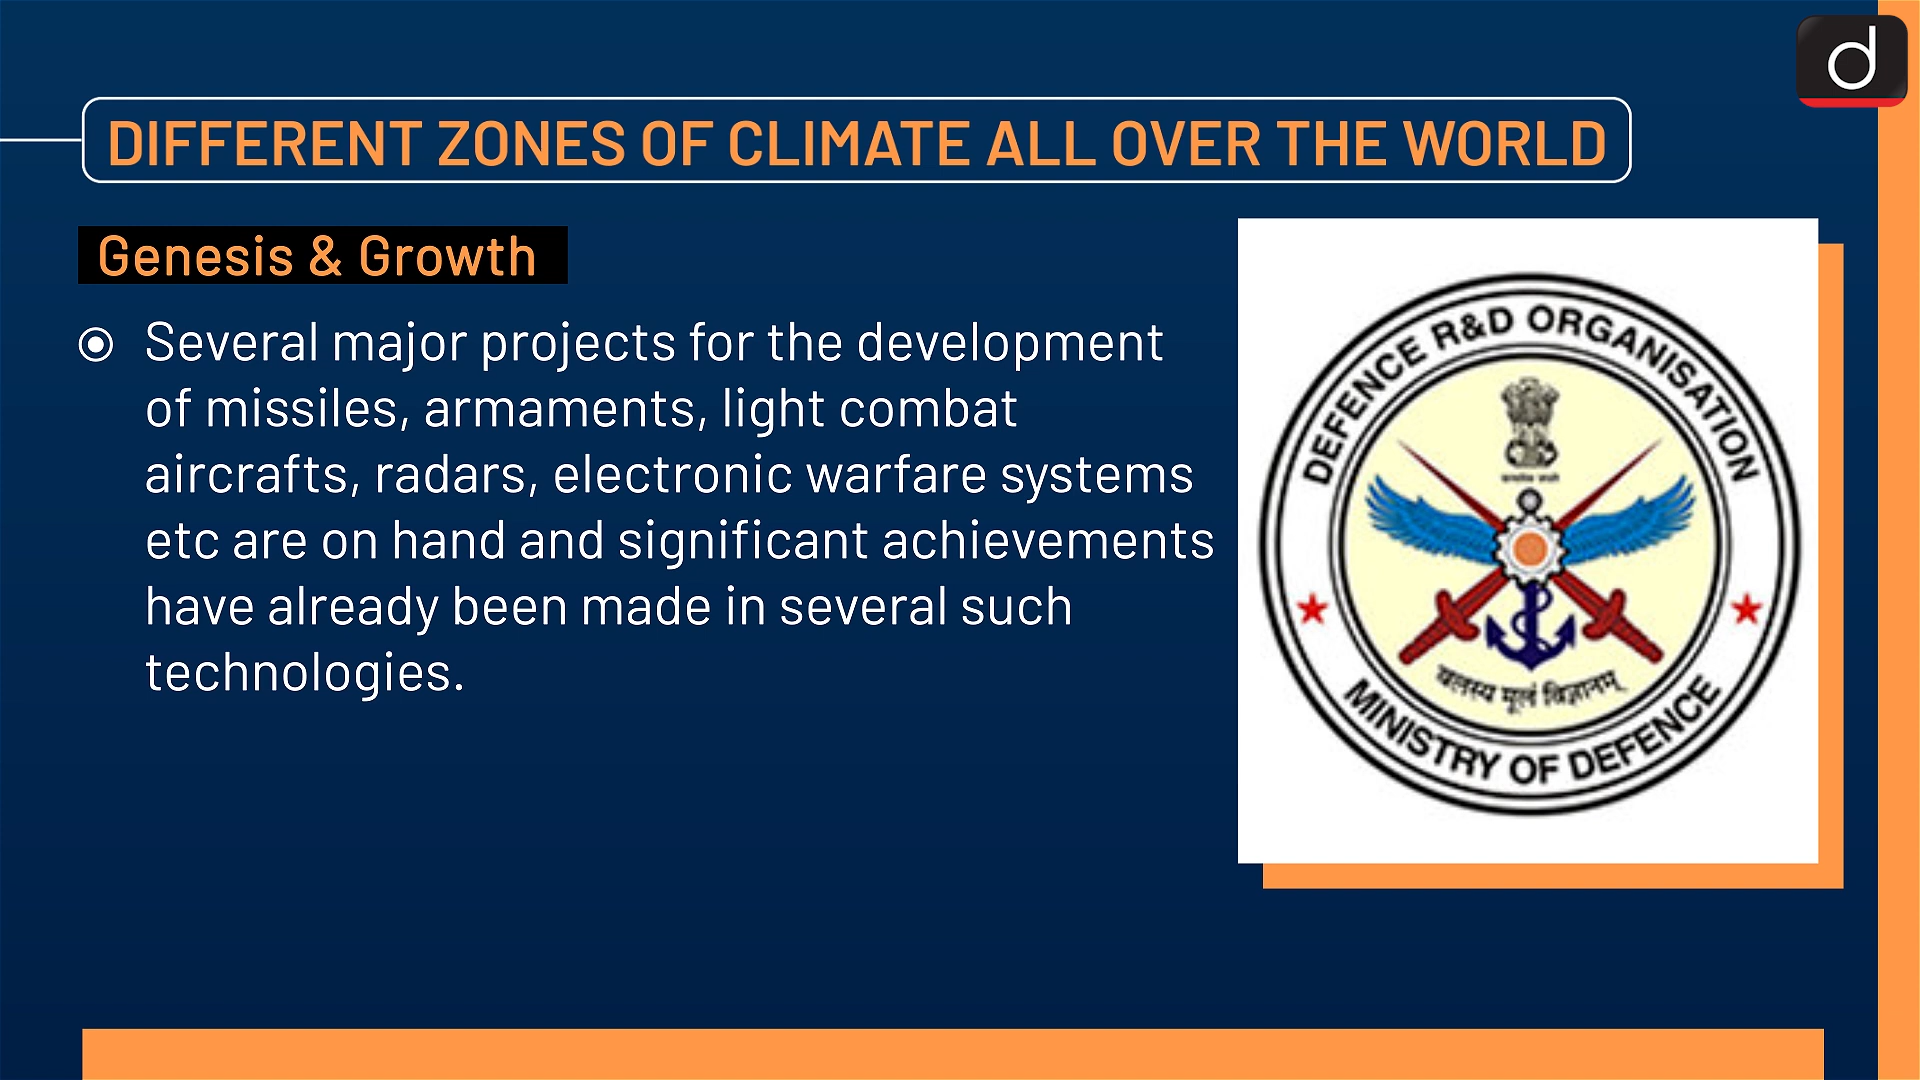 d
DIFFERENT ZONES OF CLIMATE ALL OVER THE WORLD
Genesis & Growth
Several major projects for the development
of missiles, armaments, light combat
aircrafts, radars, electronic warfare systems
etc are on hand and significant achievements
have already been made in several such
technologies.
DEFENCE R&D ORGANISATION
बलस्य मूलं विज्ञानम्
MINISTRY OF DEFENCE